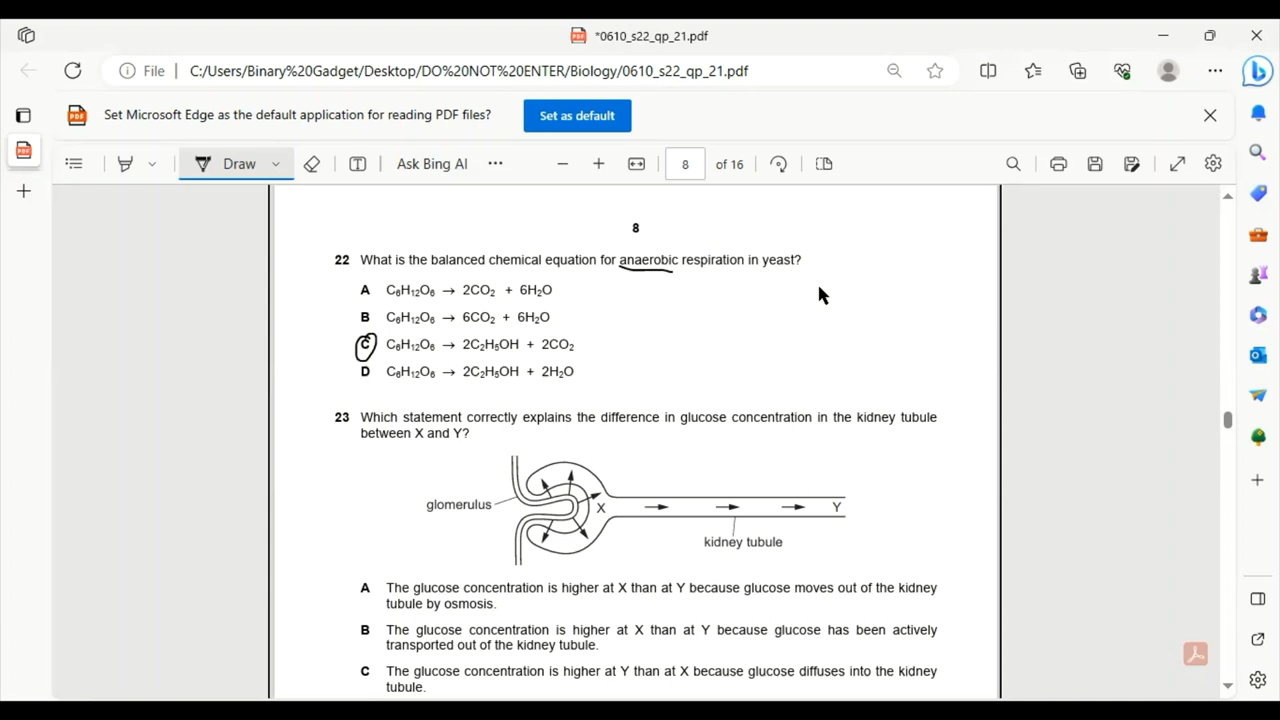 *0610_s22_qp_21.pdf
File C:/Users/Binary%20Gadget/Desktop/DO%20NOT%20ENTER/Biology/0610_s22_qp_21.pdf
Set Microsoft Edge as the default application for reading PDF files? Set as default
Draw Ask Bing AI 8 of 16
8
22 What is the balanced chemical equation for anaerobic respiration in yeast?
A C₆H₁₂O₆ → 2CO₂ + 6H₂O
B C₆H₁₂O₆ → 6CO₂ + 6H₂O
C C₆H₁₂O₆ → 2C₂H₅OH + 2CO₂
D C₆H₁₂O₆ → 2C₂H₅OH + 2H₂O
23 Which statement correctly explains the difference in glucose concentration in the kidney tubule
between X and Y?
glomerulus
X
Y
kidney tubule
A The glucose concentration is higher at X than at Y because glucose moves out of the kidney
tubule by osmosis.
B The glucose concentration is higher at X than at Y because glucose has been actively
transported out of the kidney tubule.
C The glucose concentration is higher at Y than at X because glucose diffuses into the kidney
tubule.